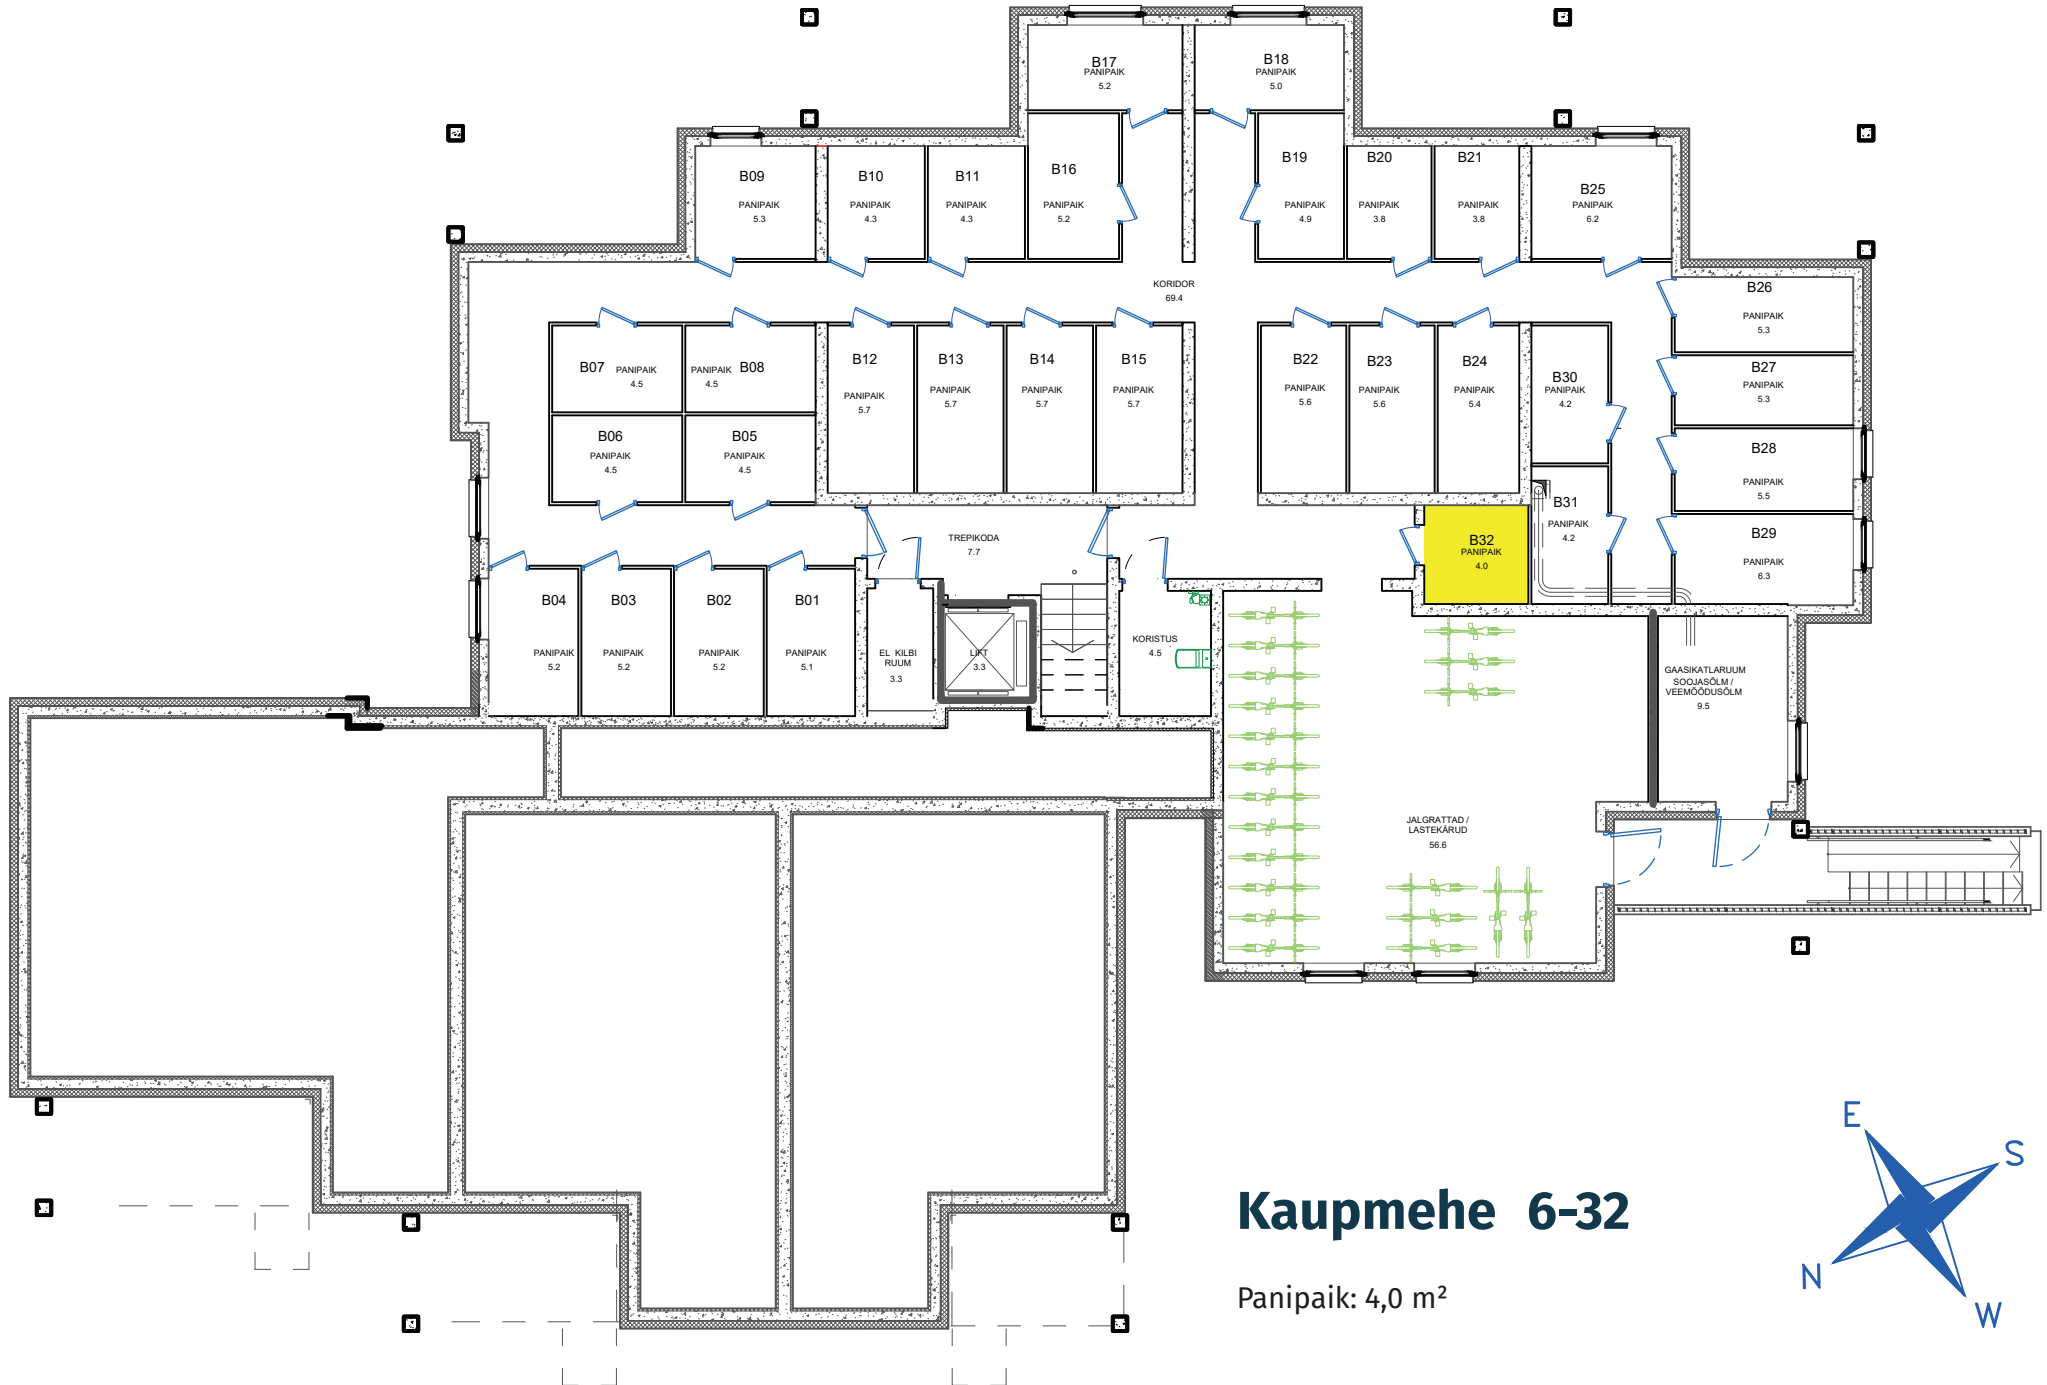 B17
PANIPAIK
5.2
B18
PANIPAIK
5.0
B09
PANIPAIK
5.3
B10
PANIPAIK
4.3
B11
PANIPAIK
4.3
B16
PANIPAIK
5.2
B19
PANIPAIK
4.9
B20
PANIPAIK
3.8
B21
PANIPAIK
3.8
B25
PANIPAIK
6.2
KORIDOR
69.4
B26
PANIPAIK
5.3
B07
PANIPAIK
4.5
B08
PANIPAIK
4.5
B12
PANIPAIK
5.7
B13
PANIPAIK
5.7
B14
PANIPAIK
5.7
B15
PANIPAIK
5.7
B22
PANIPAIK
5.6
B23
PANIPAIK
5.6
B24
PANIPAIK
5.4
B30
PANIPAIK
4.2
B27
PANIPAIK
5.3
B06
PANIPAIK
4.5
B05
PANIPAIK
4.5
B28
PANIPAIK
5.5
B31
PANIPAIK
4.2
B32
PANIPAIK
4.0
B29
PANIPAIK
6.3
TREPIKODA
7.7
B04
PANIPAIK
5.2
B03
PANIPAIK
5.2
B02
PANIPAIK
5.2
B01
PANIPAIK
5.1
EL KILBI
RUUM
3.3
LIFT
3.3
KORISTUS
4.5
GAASIKATLARUUM
SOOJASÕLM /
VEEMÕÕDUSÕLM
9.5
JALGRATTAD /
LASTEKÄRUD
56.6
Kaupmehe 6-32
Panipaik: 4,0 m²
E
S
N
W